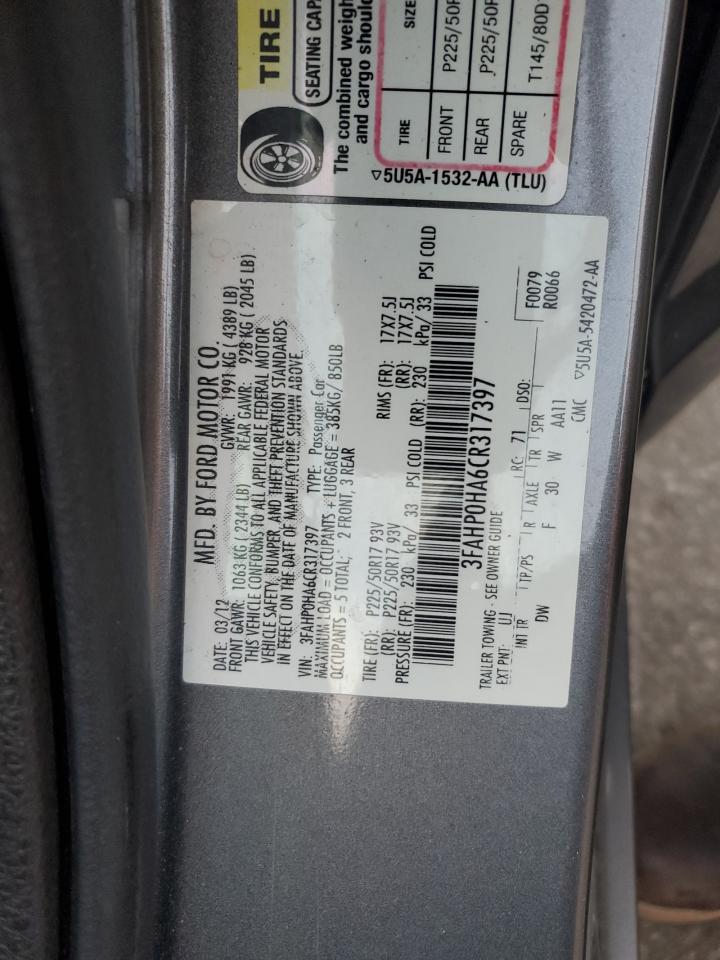 TIRE
SEATING CAP
The combined weigh
and cargo shoul
TIRE SIZE
FRONT P225/50R
REAR P225/50R
SPARE T145/80D
▽5U5A-1532-AA (TLU)
MFD. BY FORD MOTOR CO.
DATE: 03/12 GVWR: 1991 KG ( 4389 LB)
FRONT GAWR: 1063 KG ( 2344 LB) REAR GAWR: 928 KG ( 2045 LB)
THIS VEHICLE CONFORMS TO ALL APPLICABLE FEDERAL MOTOR
VEHICLE SAFETY, BUMPER, AND THEFT PREVENTION STANDARDS
IN EFFECT ON THE DATE OF MANUFACTURE SHOWN ABOVE.
VIN: 3FAHP0HA6CR317397 TYPE: Passenger Car
MAXIMUM LOAD = OCCUPANTS + LUGGAGE = 385KG/ 850LB
OCCUPANTS = 5 TOTAL; 2 FRONT, 3 REAR
TIRE (FR): P225/50R17 93V RIMS (FR): 17X7.5J
(RR): P225/50R17 93V (RR): 17X7.5J
PRESSURE (FR): 230 kPa/ 33 PSI COLD (RR): 230 kPa/ 33 PSI COLD
3FAHP0HA6CR317397
TRAILER TOWING - SEE OWNER GUIDE
EXT PNT: UJ RC: 71 DSO: F0079
R0066
INT TR TP/PS R AXLE TR SPR
DW F 30 W AA11
CMC ▽5U5A-5420472-AA